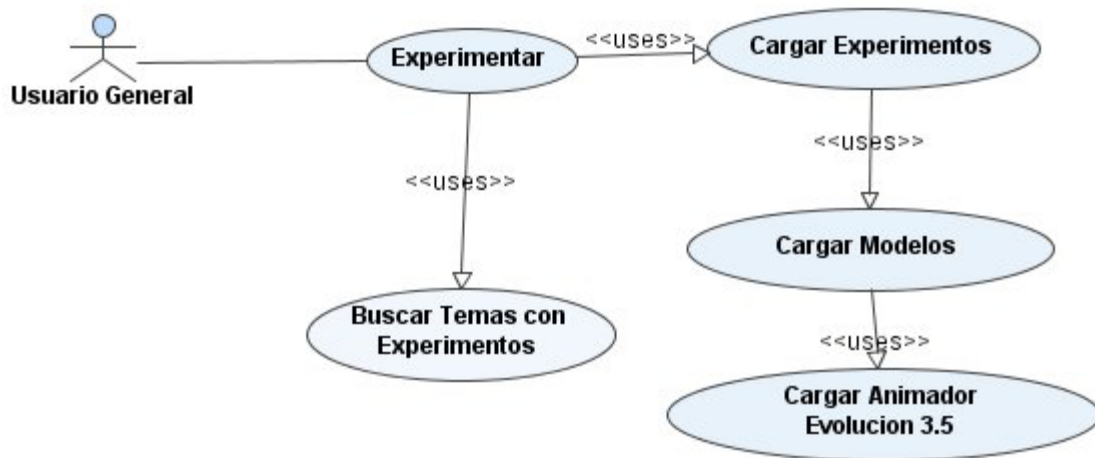 Usuario General
Experimentar
<<uses>>
Cargar Experimentos
<<uses>>
<<uses>>
Cargar Modelos
Buscar Temas con
Experimentos
<<uses>>
Cargar Animador
Evolucion 3.5